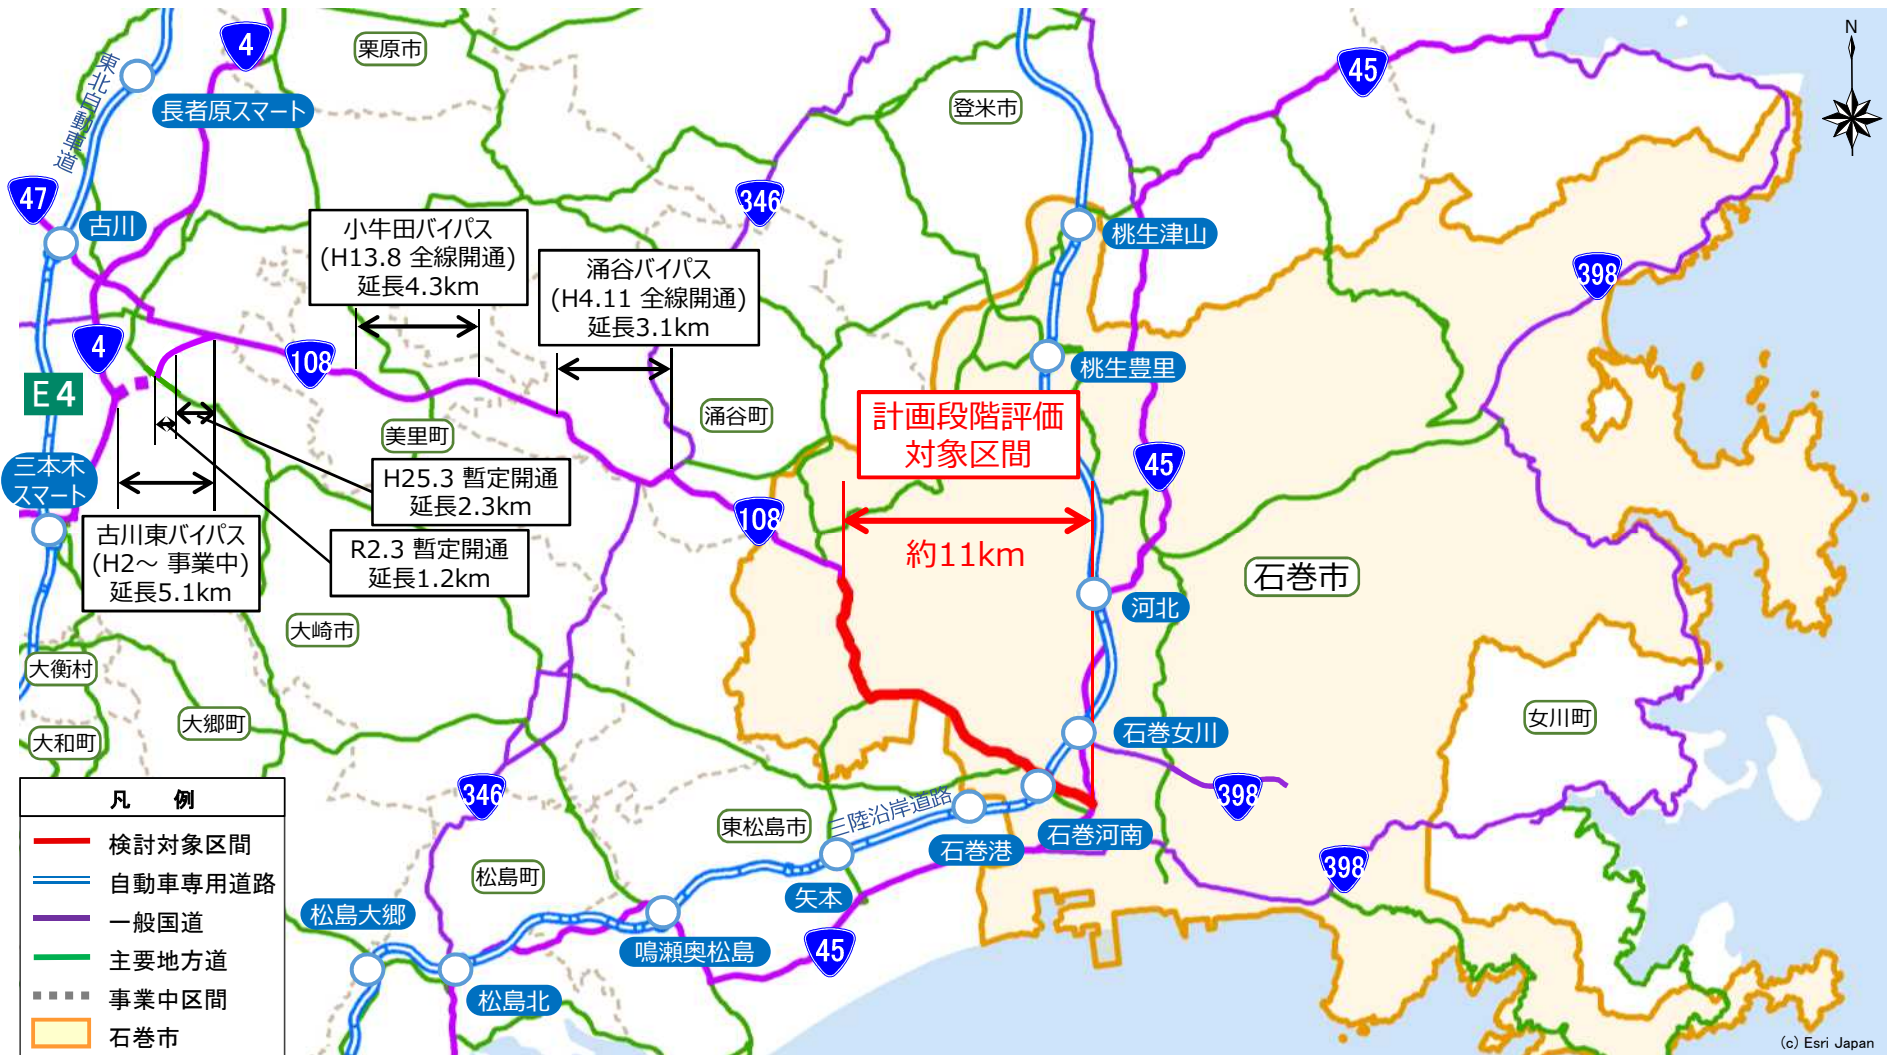 4
栗原市
45
N
東北自動車道
長者原スマート
登米市
47
古川
346
小牛田バイパス
(H13.8 全線開通)
延長4.3km
涌谷バイパス
(H4.11 全線開通)
延長3.1km
桃生津山
398
4
108
桃生豊里
E4
美里町
涌谷町
計画段階評価
対象区間
45
三本木
スマート
H25.3 暫定開通
延長2.3km
古川東バイパス
(H2～ 事業中)
延長5.1km
R2.3 暫定開通
延長1.2km
108
約11km
石巻市
河北
大崎市
大衡村
大郷町
大和町
石巻女川
女川町
346
398
三陸沿岸道路
東松島市
石巻港
石巻河南
398
松島町
矢本
松島大郷
鳴瀬奥松島
45
松島北
凡 例
検討対象区間
自動車専用道路
一般国道
主要地方道
事業中区間
石巻市
(c) Esri Japan